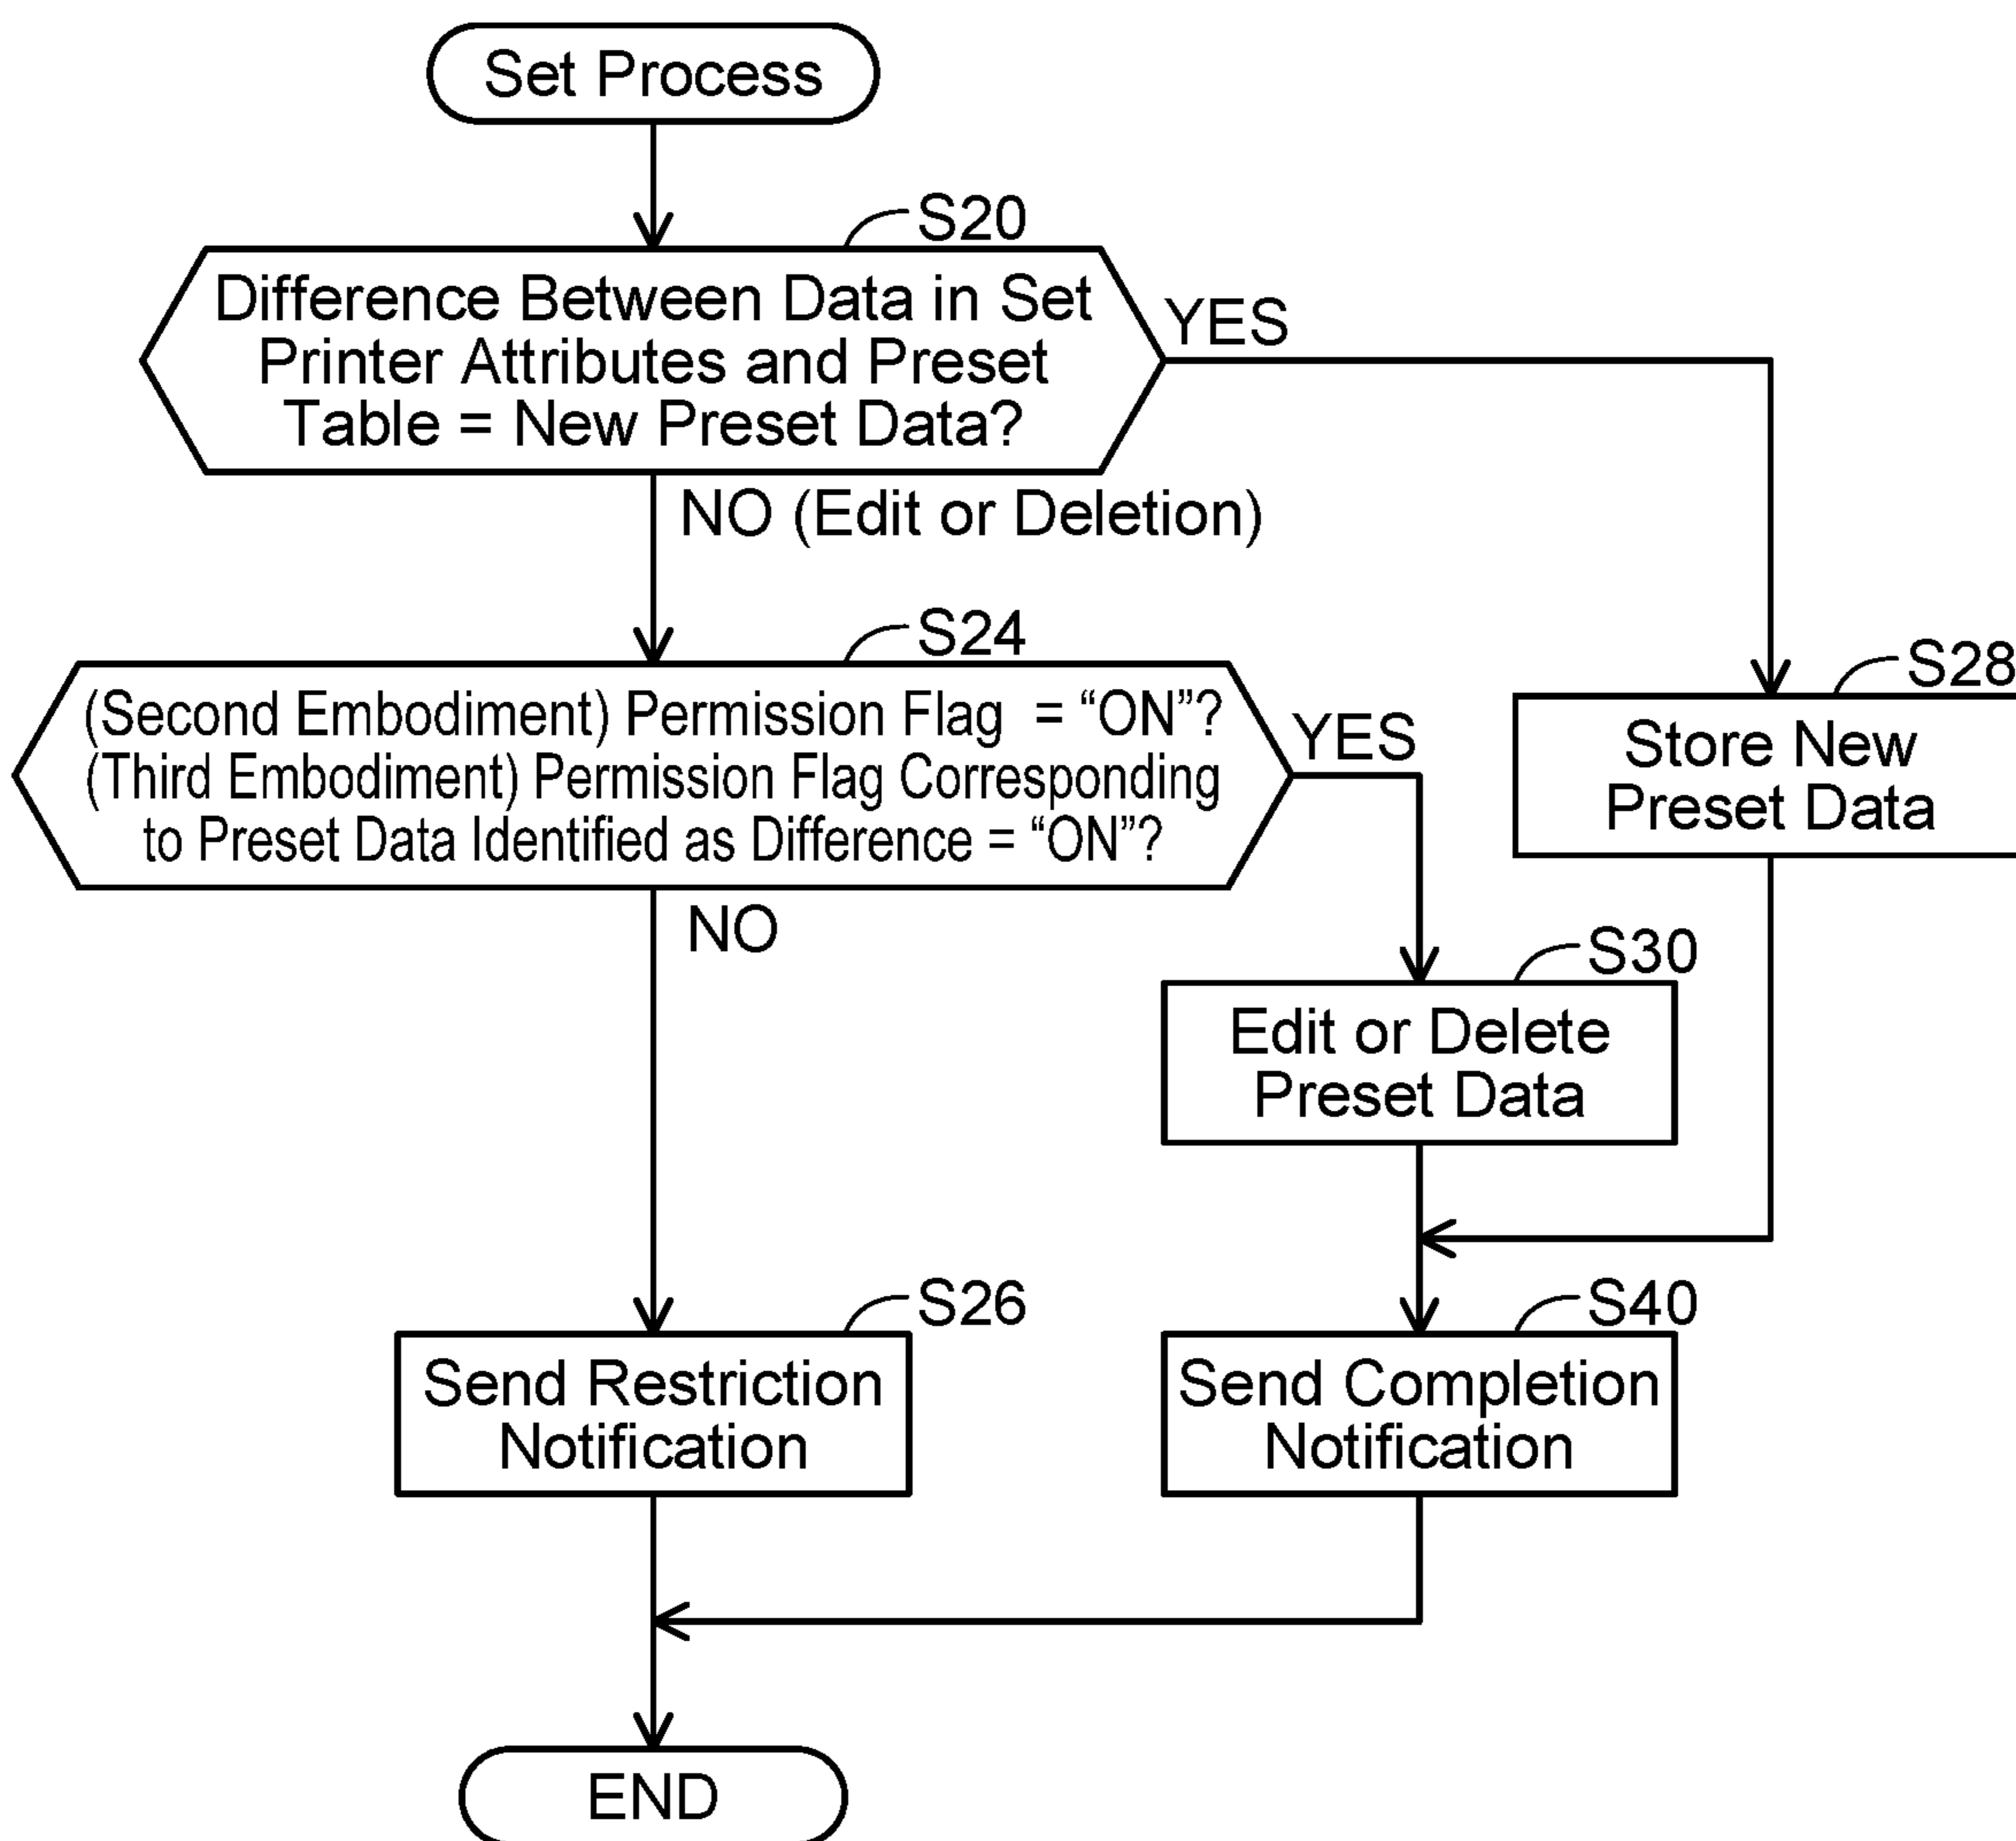 Set Process
S20
Difference Between Data in Set
Printer Attributes and Preset
Table = New Preset Data?
YES
NO (Edit or Deletion)
S24
(Second Embodiment) Permission Flag = “ON”?
(Third Embodiment) Permission Flag Corresponding
to Preset Data Identified as Difference = “ON”?
YES
NO
S28
Store New
Preset Data
S30
Edit or Delete
Preset Data
S26
Send Restriction
Notification
S40
Send Completion
Notification
END